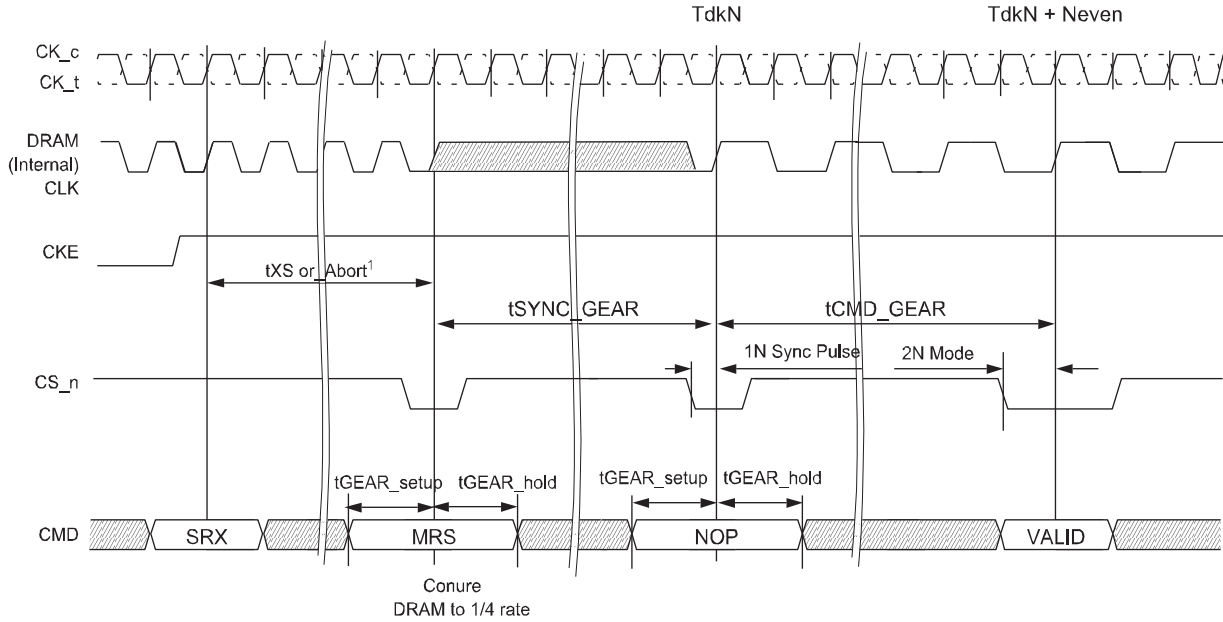 TdkN
TdkN + Neven
CK_c
CK_t
DRAM
(Internal)
CLK
CKE
tXS or_Abort¹
tSYNC_GEAR
tCMD_GEAR
1N Sync Pulse
2N Mode
CS_n
tGEAR_setup
tGEAR_hold
tGEAR_setup
tGEAR_hold
CMD
SRX
MRS
NOP
VALID
Conure
DRAM to 1/4 rate